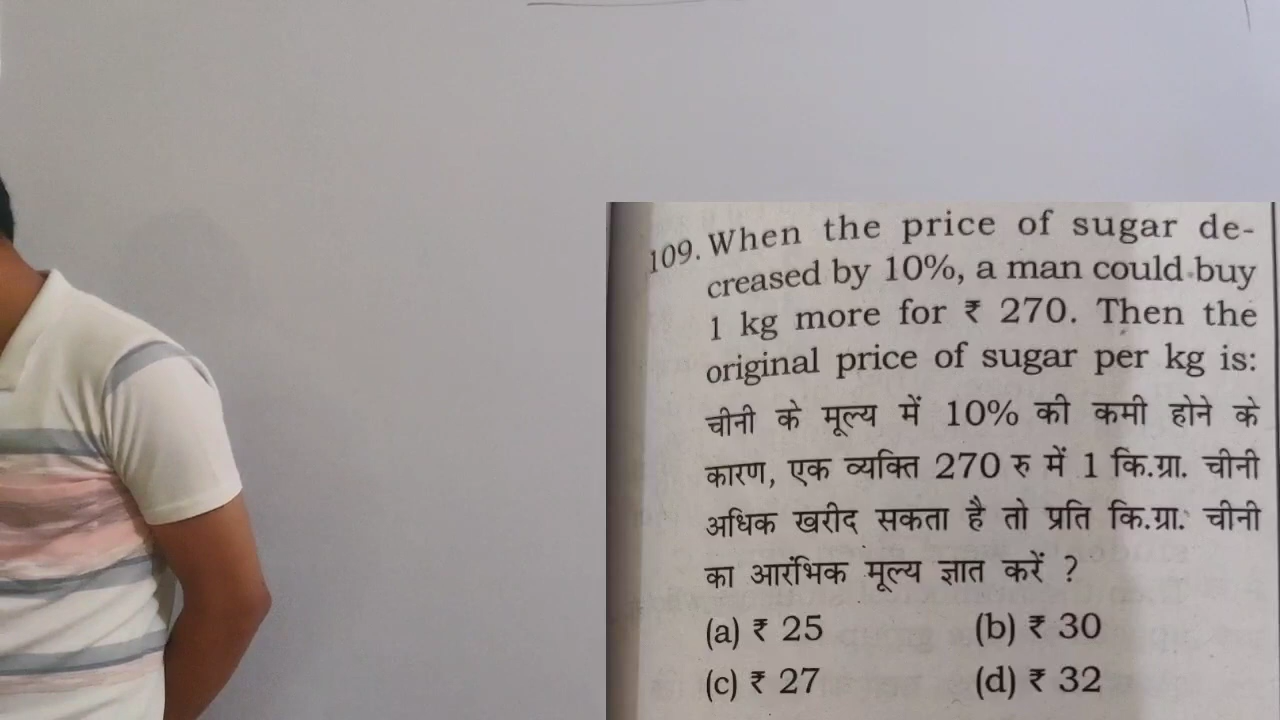 109. When the price of sugar de-
creased by 10%, a man could buy
1 kg more for ₹ 270. Then the
original price of sugar per kg is:
चीनी के मूल्य में 10% की कमी होने के
कारण, एक व्यक्ति 270 रु में 1 कि.ग्रा. चीनी
अधिक खरीद सकता है तो प्रति कि.ग्रा. चीनी
का आरंभिक मूल्य ज्ञात करें ?
(a) ₹ 25 (b) ₹ 30
(c) ₹ 27 (d) ₹ 32